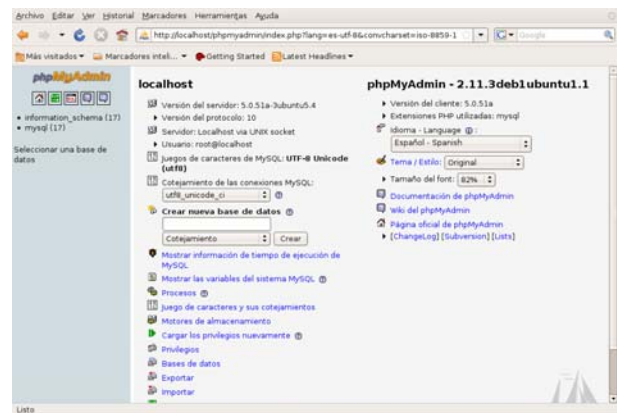 Archivo Editar Ver Historial Marcadores Herramientas Ayuda
http://localhost/phpmyadmin/index.php?lang=es-utf-8&convcharset=iso-8859-1
Google
Más visitados Marcadores inteli... Getting Started Latest Headlines
phpMyAdmin
information_schema (17)
mysql (17)
Seleccionar una base de
datos
localhost
Versión del servidor: 5.0.51a-3ubuntu5.4
Versión del protocolo: 10
Servidor: Localhost via UNIX socket
Usuario: root@localhost
Juegos de caracteres de MySQL: UTF-8 Unicode
(utf8)
Cotejamiento de las conexiones MySQL:
utf8_unicode_ci
Crear nueva base de datos
Cotejamiento Crear
Mostrar información de tiempo de ejecución de
MySQL
Mostrar las variables del sistema MySQL
Procesos
Juego de caracteres y sus cotejamientos
Motores de almacenamiento
Cargar los privilegios nuevamente
Privilegios
Bases de datos
Exportar
Importar
phpMyAdmin - 2.11.3deb1ubuntu1.1
Versión del cliente: 5.0.51a
Extensiones PHP utilizadas: mysql
Idioma - Language :
Español - Spanish
Tema / Estilo: Original
Tamaño del font: 82%
Documentación de phpMyAdmin
Wiki del phpMyAdmin
Página oficial de phpMyAdmin
[ChangeLog] [Subversion] [Lists]
Listo